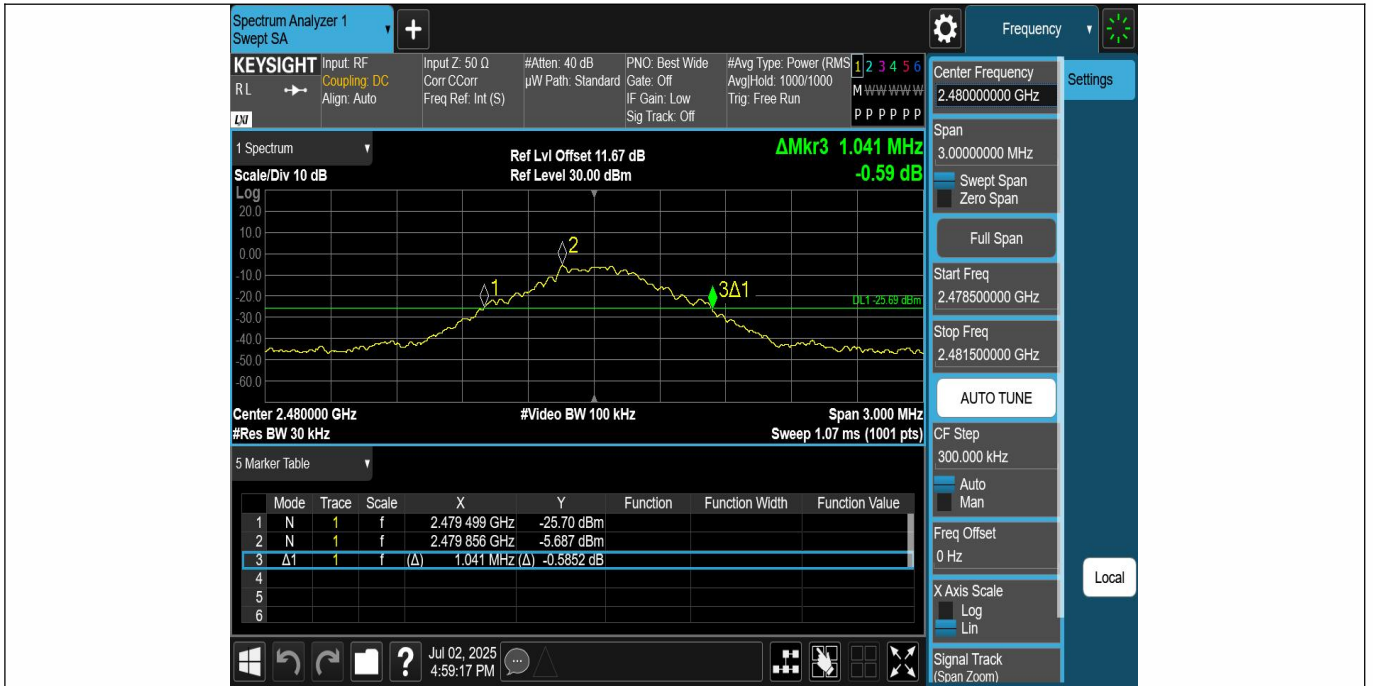 Spectrum Analyzer 1
Swept SA
Frequency
KEYSIGHT
RL
LXI
Input: RF
Coupling: DC
Align: Auto
Input Z: 50 Ω
Corr CCorr
Freq Ref: Int (S)
#Atten: 40 dB
µW Path: Standard
PNO: Best Wide
Gate: Off
IF Gain: Low
Sig Track: Off
#Avg Type: Power (RMS
Avg|Hold: 1000/1000
Trig: Free Run
1 2 3 4 5 6
M W W W W W
P P P P P P
1 Spectrum
Scale/Div 10 dB
Ref Lvl Offset 11.67 dB
Ref Level 30.00 dBm
ΔMkr3 1.041 MHz
-0.59 dB
Log
20.0
10.0
0.00
-10.0
-20.0
-30.0
-40.0
-50.0
-60.0
2
1
3Δ1
DL1 -25.69 dBm
Center 2.480000 GHz
#Video BW 100 kHz
Span 3.000 MHz
#Res BW 30 kHz
Sweep 1.07 ms (1001 pts)
5 Marker Table
Mode Trace Scale X Y Function Function Width Function Value
1 N 1 f 2.479 499 GHz -25.70 dBm
2 N 1 f 2.479 856 GHz -5.687 dBm
3 Δ1 1 f (Δ) 1.041 MHz (Δ) -0.5852 dB
4
5
6
?
Jul 02, 2025
4:59:17 PM
Center Frequency
2.480000000 GHz
Settings
Span
3.00000000 MHz
Swept Span
Zero Span
Full Span
Start Freq
2.478500000 GHz
Stop Freq
2.481500000 GHz
AUTO TUNE
CF Step
300.000 kHz
Auto
Man
Freq Offset
0 Hz
Local
X Axis Scale
Log
Lin
Signal Track
(Span Zoom)